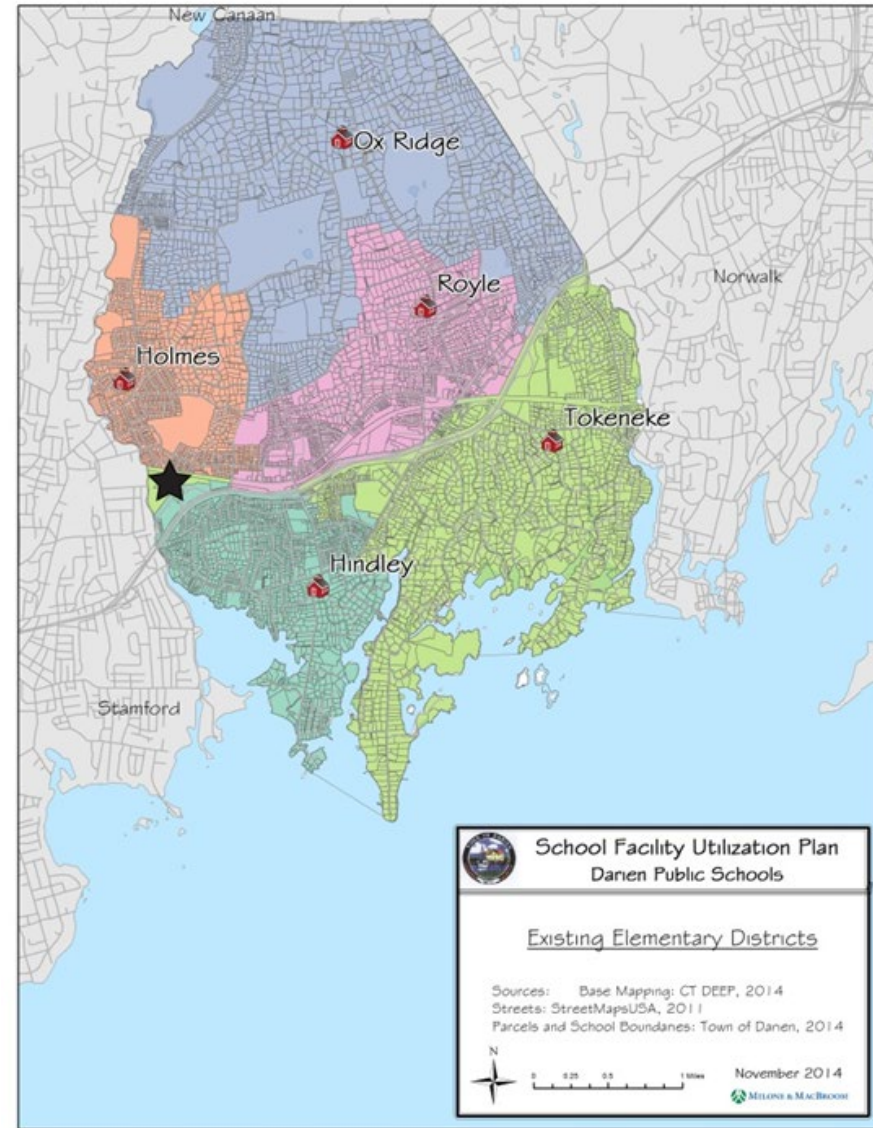 New Canaan
Ox Ridge
Royle
Norwalk
Holmes
Tokeneke
Hindley
Stamford
School Facility Utilization Plan
Darien Public Schools
Existing Elementary Districts
Sources: Base Mapping: CT DEEP, 2014
Streets: StreetMapsUSA, 2011
Parcels and School Boundaries: Town of Darien, 2014
N
0 0.25 0.5 1 Miles
November 2014
MILONE & MACBROOM